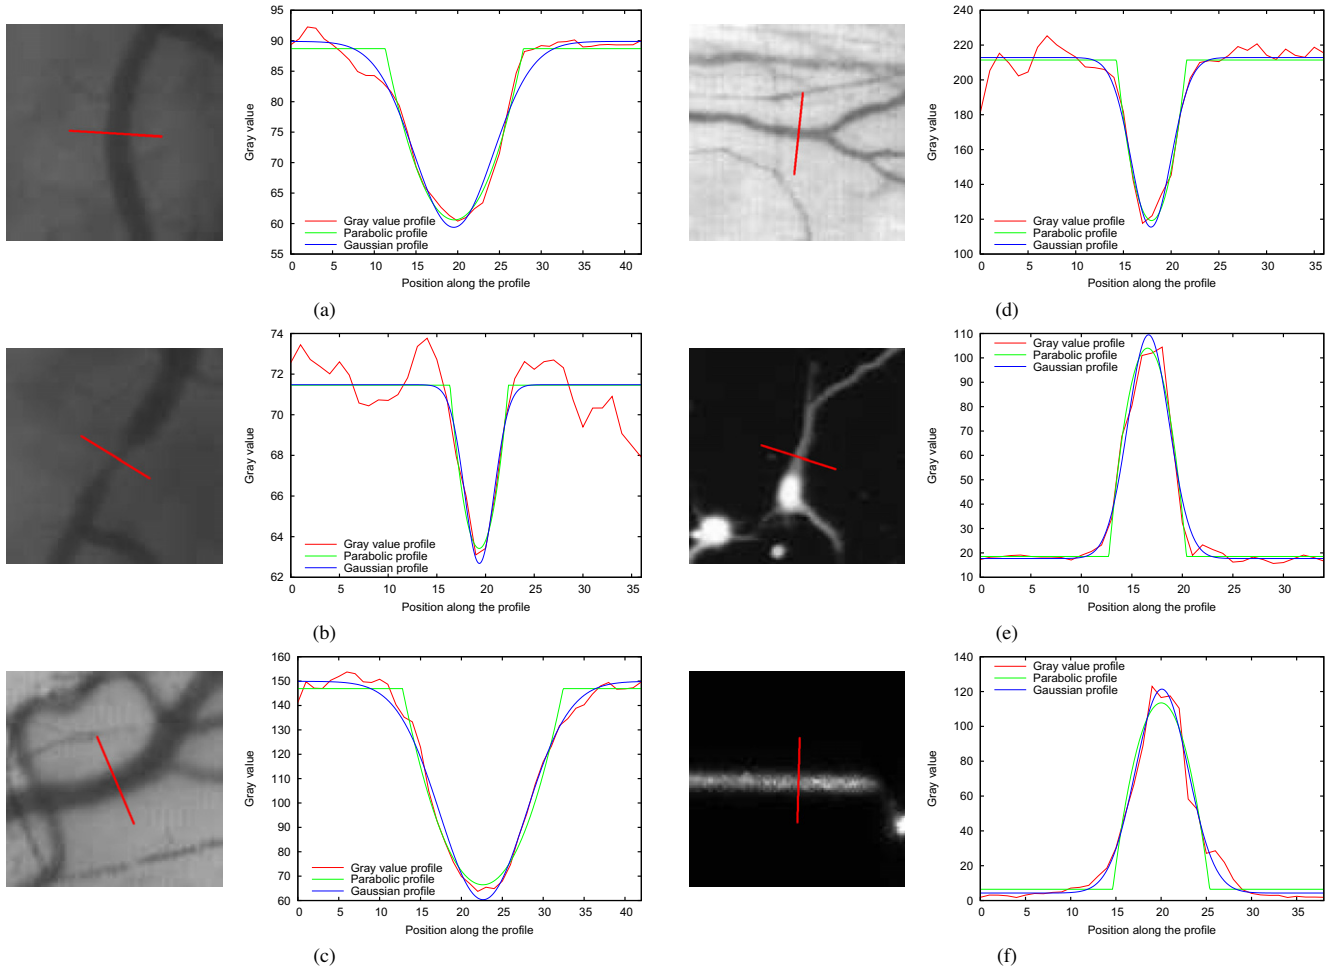 95
90
85
80
75
70
65
60
55
Gray value
Gray value profile
Parabolic profile
Gaussian profile
0 5 10 15 20 25 30 35 40
Position along the profile
(a)
240
220
200
180
160
140
120
100
Gray value
Gray value profile
Parabolic profile
Gaussian profile
0 5 10 15 20 25 30 35
Position along the profile
(d)
74
72
70
68
66
64
62
Gray value
Gray value profile
Parabolic profile
Gaussian profile
0 5 10 15 20 25 30 35
Position along the profile
(b)
110
100
90
80
70
60
50
40
30
20
10
Gray value
Gray value profile
Parabolic profile
Gaussian profile
0 5 10 15 20 25 30
Position along the profile
(e)
160
150
140
130
120
110
100
90
80
70
60
Gray value
Gray value profile
Parabolic profile
Gaussian profile
0 5 10 15 20 25 30 35 40
Position along the profile
(c)
140
120
100
80
60
40
20
0
Gray value
Gray value profile
Parabolic profile
Gaussian profile
0 5 10 15 20 25 30 35
Position along the profile
(f)